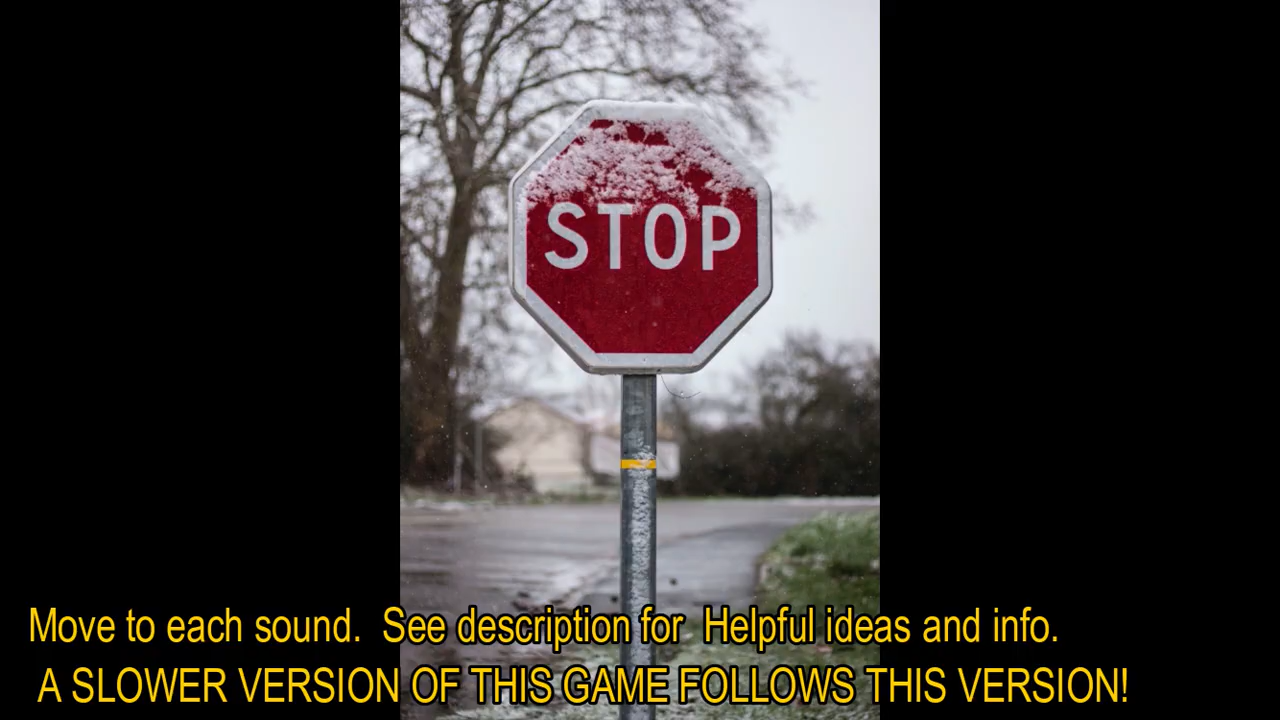 STOP
Move to each sound.  See description for  Helpful ideas and info.
A SLOWER VERSION OF THIS GAME FOLLOWS THIS VERSION!